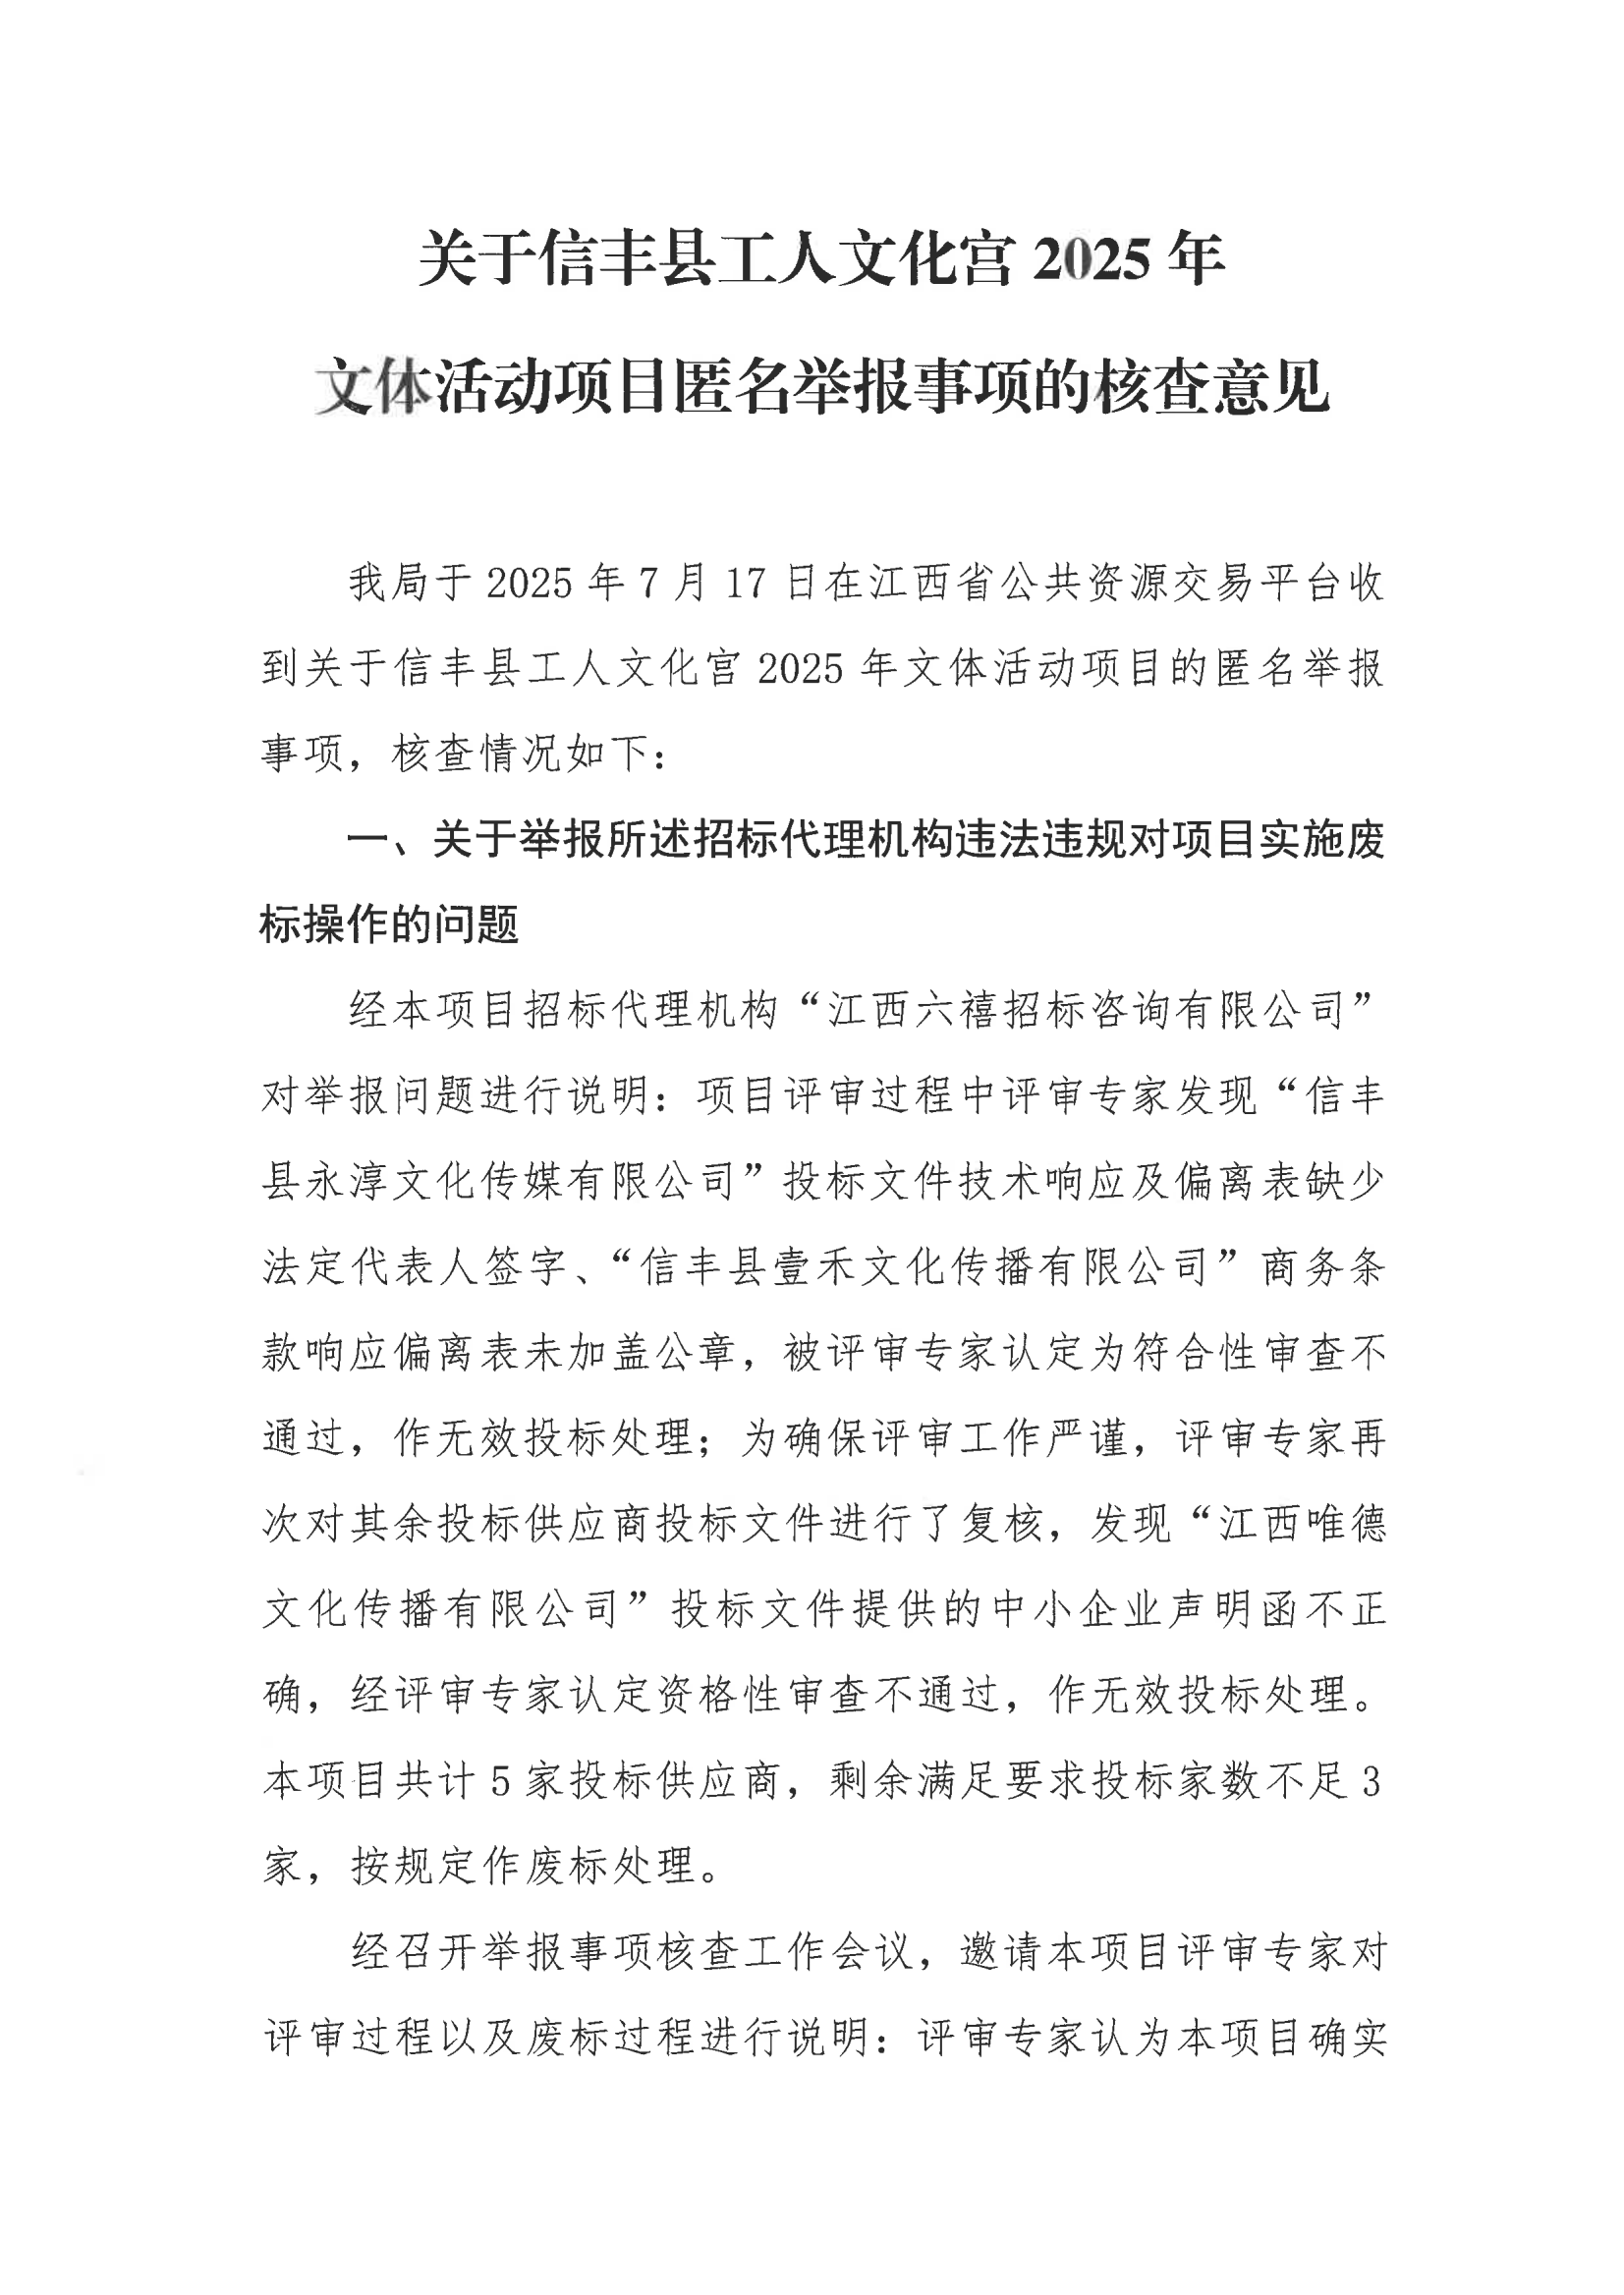 关于信丰县工人文化宫 2025 年
文体活动项目匿名举报事项的核查意见
我局于 2025 年 7 月 17 日在江西省公共资源交易平台收
到关于信丰县工人文化宫 2025 年文体活动项目的匿名举报
事项，核查情况如下：
一、关于举报所述招标代理机构违法违规对项目实施废
标操作的问题
经本项目招标代理机构“江西六禧招标咨询有限公司”
对举报问题进行说明：项目评审过程中评审专家发现“信丰
县永淳文化传媒有限公司”投标文件技术响应及偏离表缺少
法定代表人签字、“信丰县壹禾文化传播有限公司”商务条
款响应偏离表未加盖公章，被评审专家认定为符合性审查不
通过，作无效投标处理；为确保评审工作严谨，评审专家再
次对其余投标供应商投标文件进行了复核，发现“江西唯德
文化传播有限公司”投标文件提供的中小企业声明函不正
确，经评审专家认定资格性审查不通过，作无效投标处理。
本项目共计 5 家投标供应商，剩余满足要求投标家数不足 3
家，按规定作废标处理。
经召开举报事项核查工作会议，邀请本项目评审专家对
评审过程以及废标过程进行说明：评审专家认为本项目确实